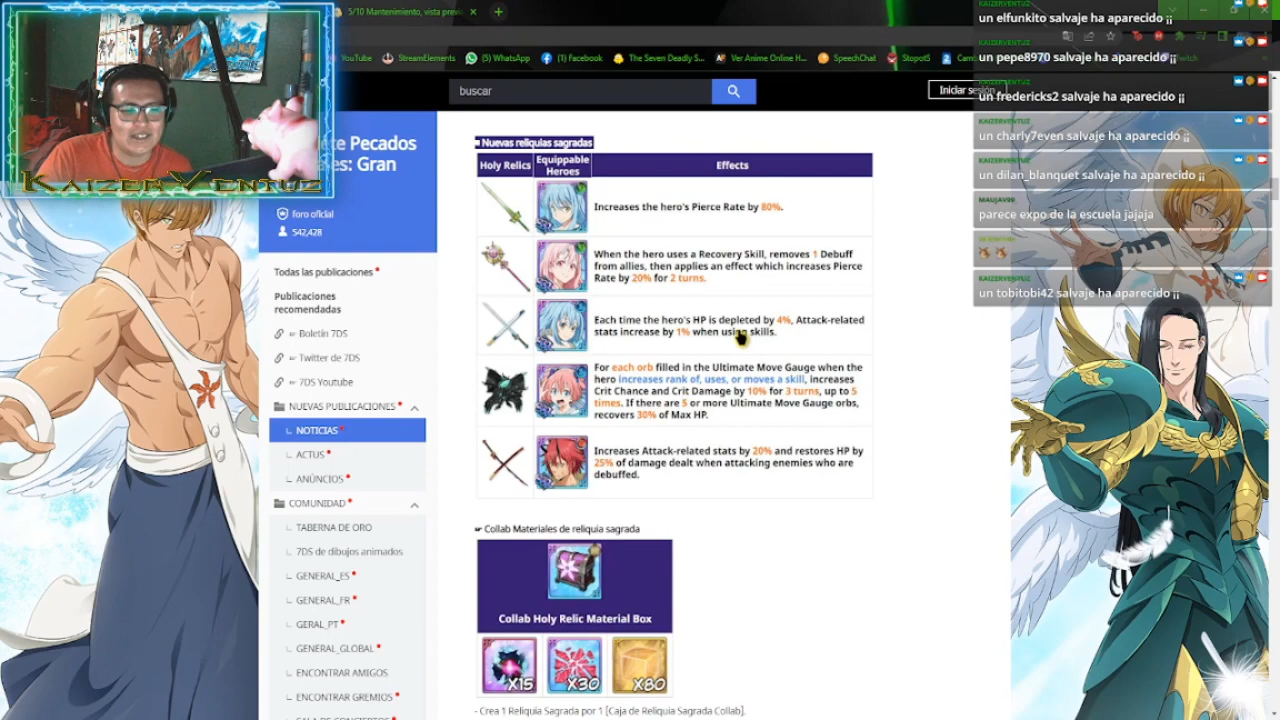 5/10 Mantenimiento, vista previ
YouTube
StreamElements
(5) WhatsApp
(1) Facebook
The Seven Deadly S...
Ver Anime Online H...
SpeechChat
StopotS
buscar
Iniciar sesión
KAIZERVENTUZ
Pecados
Gran
foro oficial
542,428
Todas las publicaciones
Publicaciones
recomendadas
Boletín 7DS
Twitter de 7DS
7DS Youtube
NUEVAS PUBLICACIONES
NOTICIAS
ACTUS
ANÚNCIOS
COMUNIDAD
TABERNA DE ORO
7DS de dibujos animados
GENERAL_ES
GENERAL_FR
GERAL_PT
GENERAL_GLOBAL
ENCONTRAR AMIGOS
ENCONTRAR GREMIOS
Nuevas reliquias sagradas
Holy Relics
Equippable
Heroes
Effects
Increases the hero's Pierce Rate by 80%.
When the hero uses a Recovery Skill, removes 1 Debuff
from allies, then applies an effect which increases Pierce
Rate by 20% for 2 turns.
Each time the hero's HP is depleted by 4%, Attack-related
stats increase by 1% when using skills.
For each orb filled in the Ultimate Move Gauge when the
hero increases rank of, uses, or moves a skill, increases
Crit Chance and Crit Damage by 10% for 3 turns, up to 5
times. If there are 5 or more Ultimate Move Gauge orbs,
recovers 30% of Max HP.
Increases Attack-related stats by 20% and restores HP by
25% of damage dealt when attacking enemies who are
debuffed.
Collab Materiales de reliquia sagrada
Collab Holy Relic Material Box
X15
X30
X80
- Crea 1 Reliquia Sagrada por 1 [Caja de Reliquia Sagrada Collab].
KAIZERVENTUZ
un elfunkito salvaje ha aparecido ¡¡
KAIZERVENTUZ
un pepe8970 salvaje ha aparecido ¡¡
KAIZERVENTUZ
un fredericks2 salvaje ha aparecido ¡¡
KAIZERVENTUZ
un charly7even salvaje ha aparecido ¡¡
KAIZERVENTUZ
un dilan_blanquet salvaje ha aparecido ¡¡
MAUJAV99
parece expo de la escuela jajaja
KAIZERVENTUZ
un tobitobi42 salvaje ha aparecido ¡¡